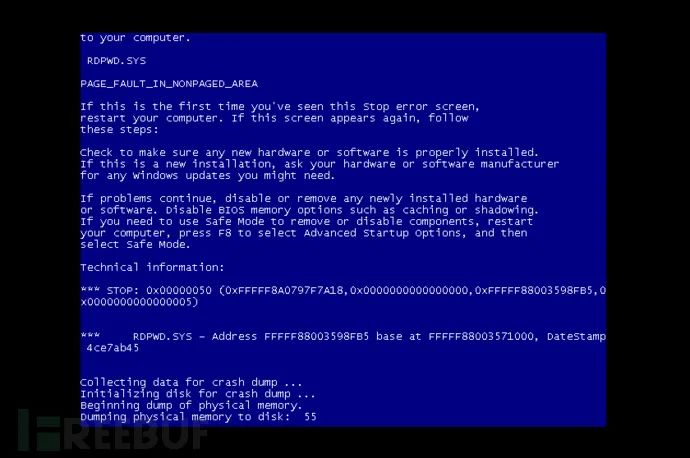 to your computer.
RDPWD.SYS
PAGE_FAULT_IN_NONPAGED_AREA
If this is the first time you've seen this Stop error screen,
restart your computer. If this screen appears again, follow
these steps:
Check to make sure any new hardware or software is properly installed.
If this is a new installation, ask your hardware or software manufacturer
for any Windows updates you might need.
If problems continue, disable or remove any newly installed hardware
or software. Disable BIOS memory options such as caching or shadowing.
If you need to use Safe Mode to remove or disable components, restart
your computer, press F8 to select Advanced Startup Options, and then
select Safe Mode.
Technical information:
*** STOP: 0x00000050 (0xFFFFF8A0797F7A18,0x0000000000000000,0xFFFFF88003598FB5,0
x0000000000000005)
*** RDPWD.SYS - Address FFFFF88003598FB5 base at FFFFF88003571000, DateStamp
4ce7ab45
Collecting data for crash dump ...
Initializing disk for crash dump ...
Beginning dump of physical memory.
Dumping physical memory to disk: 55
FREEBUF